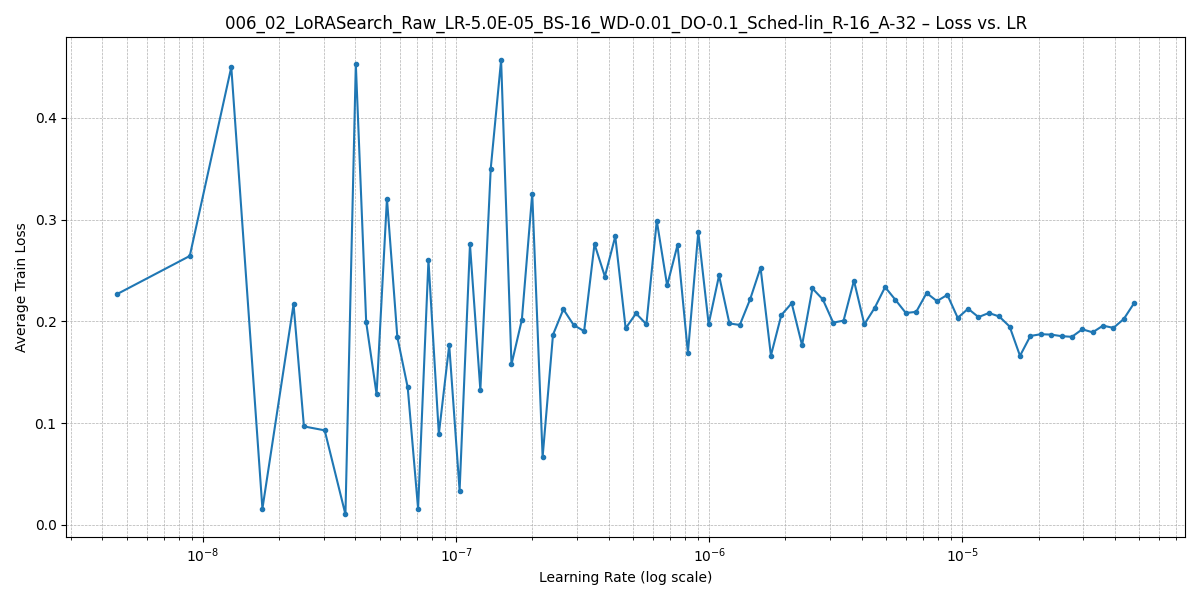 006_02_LoRASearch_Raw_LR-5.0E-05_BS-16_WD-0.01_DO-0.1_Sched-lin_R-16_A-32 – Loss vs. LR
Average Train Loss
0.4
0.3
0.2
0.1
0.0
10⁻⁸ 10⁻⁷ 10⁻⁶ 10⁻⁵
Learning Rate (log scale)